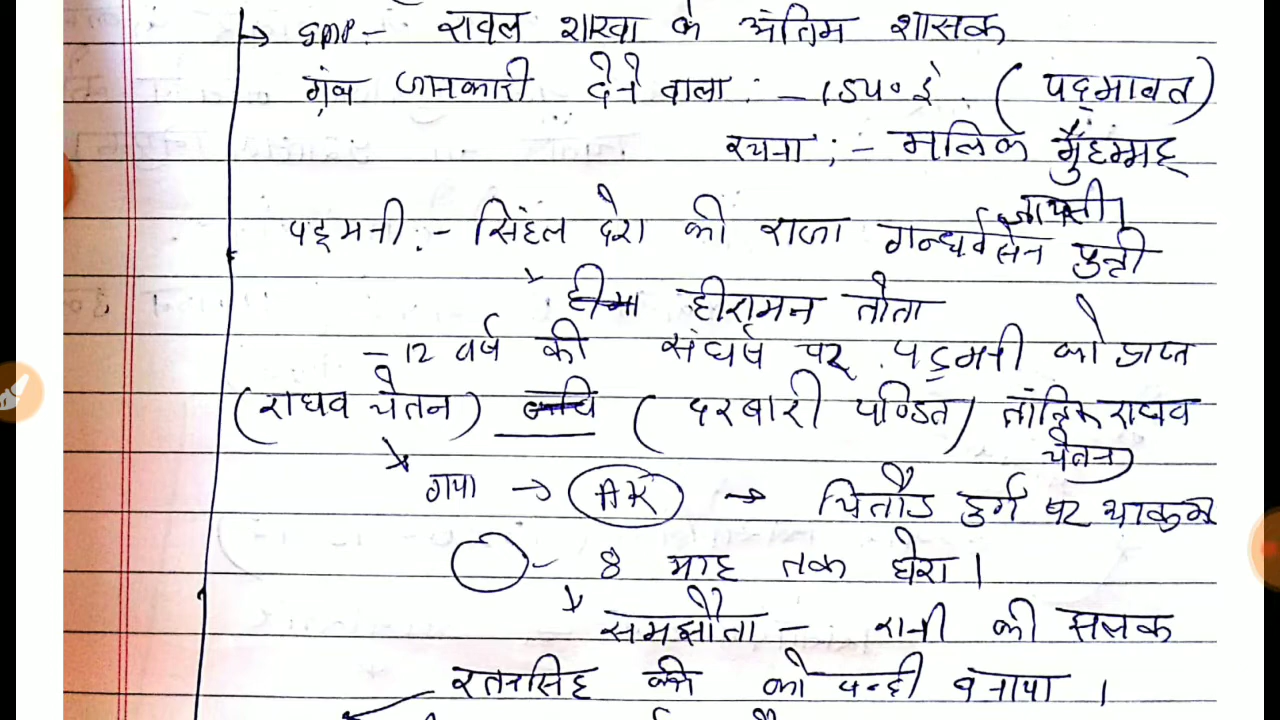 → gmp:- रावल शाखा के अंतिम शासक
ग्रंथ जानकारी देने वाला :- 1540 ई. (पद्मावत)
रचना ;- मलिक मुहम्मद
जायसी।
पद्मनी :- सिंहल देश की राजा गन्धर्वसेन पुत्री
हीमा हीरामन तोता
- 12 वर्ष की संघर्ष पर पद्मनी को प्राप्त
(राघव चेतन) (दरबारी पण्डित) तांत्रिक राघव
चेतन)
गया → AK → चितौड दुर्ग पर
- 8 माह तक घेरा।
समझौता - रानी की झलक
रतनसिंह को बन्दी बनाया।